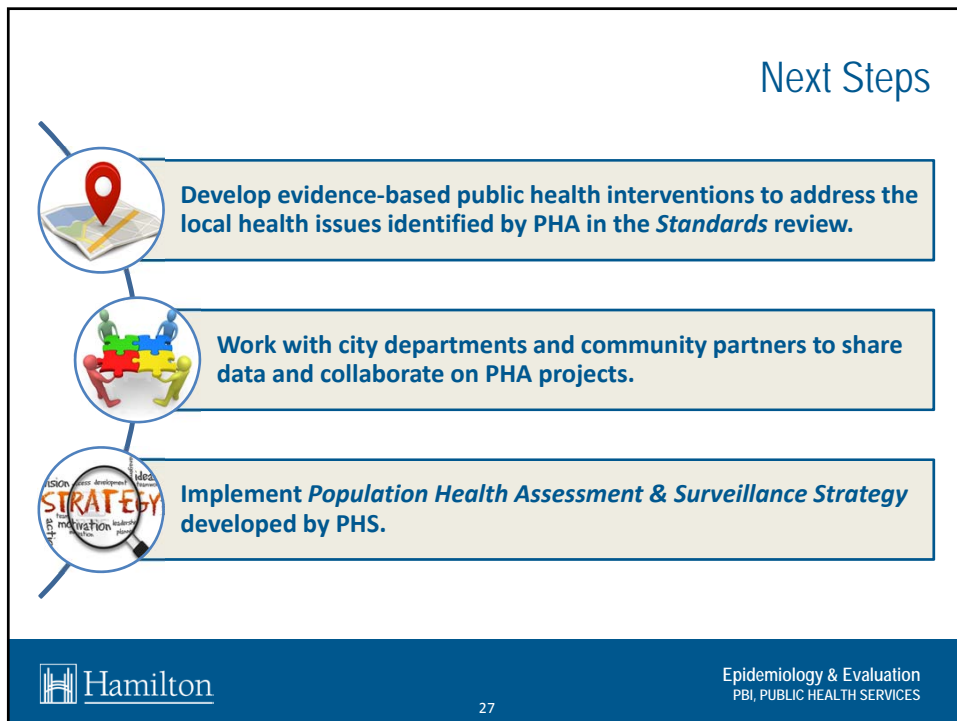 Next Steps
Develop evidence-based public health interventions to address the
local health issues identified by PHA in the Standards review.
Work with city departments and community partners to share
data and collaborate on PHA projects.
STRATEGY
motivation
Implement Population Health Assessment & Surveillance Strategy
developed by PHS.
Hamilton
27
Epidemiology & Evaluation
PBI, PUBLIC HEALTH SERVICES